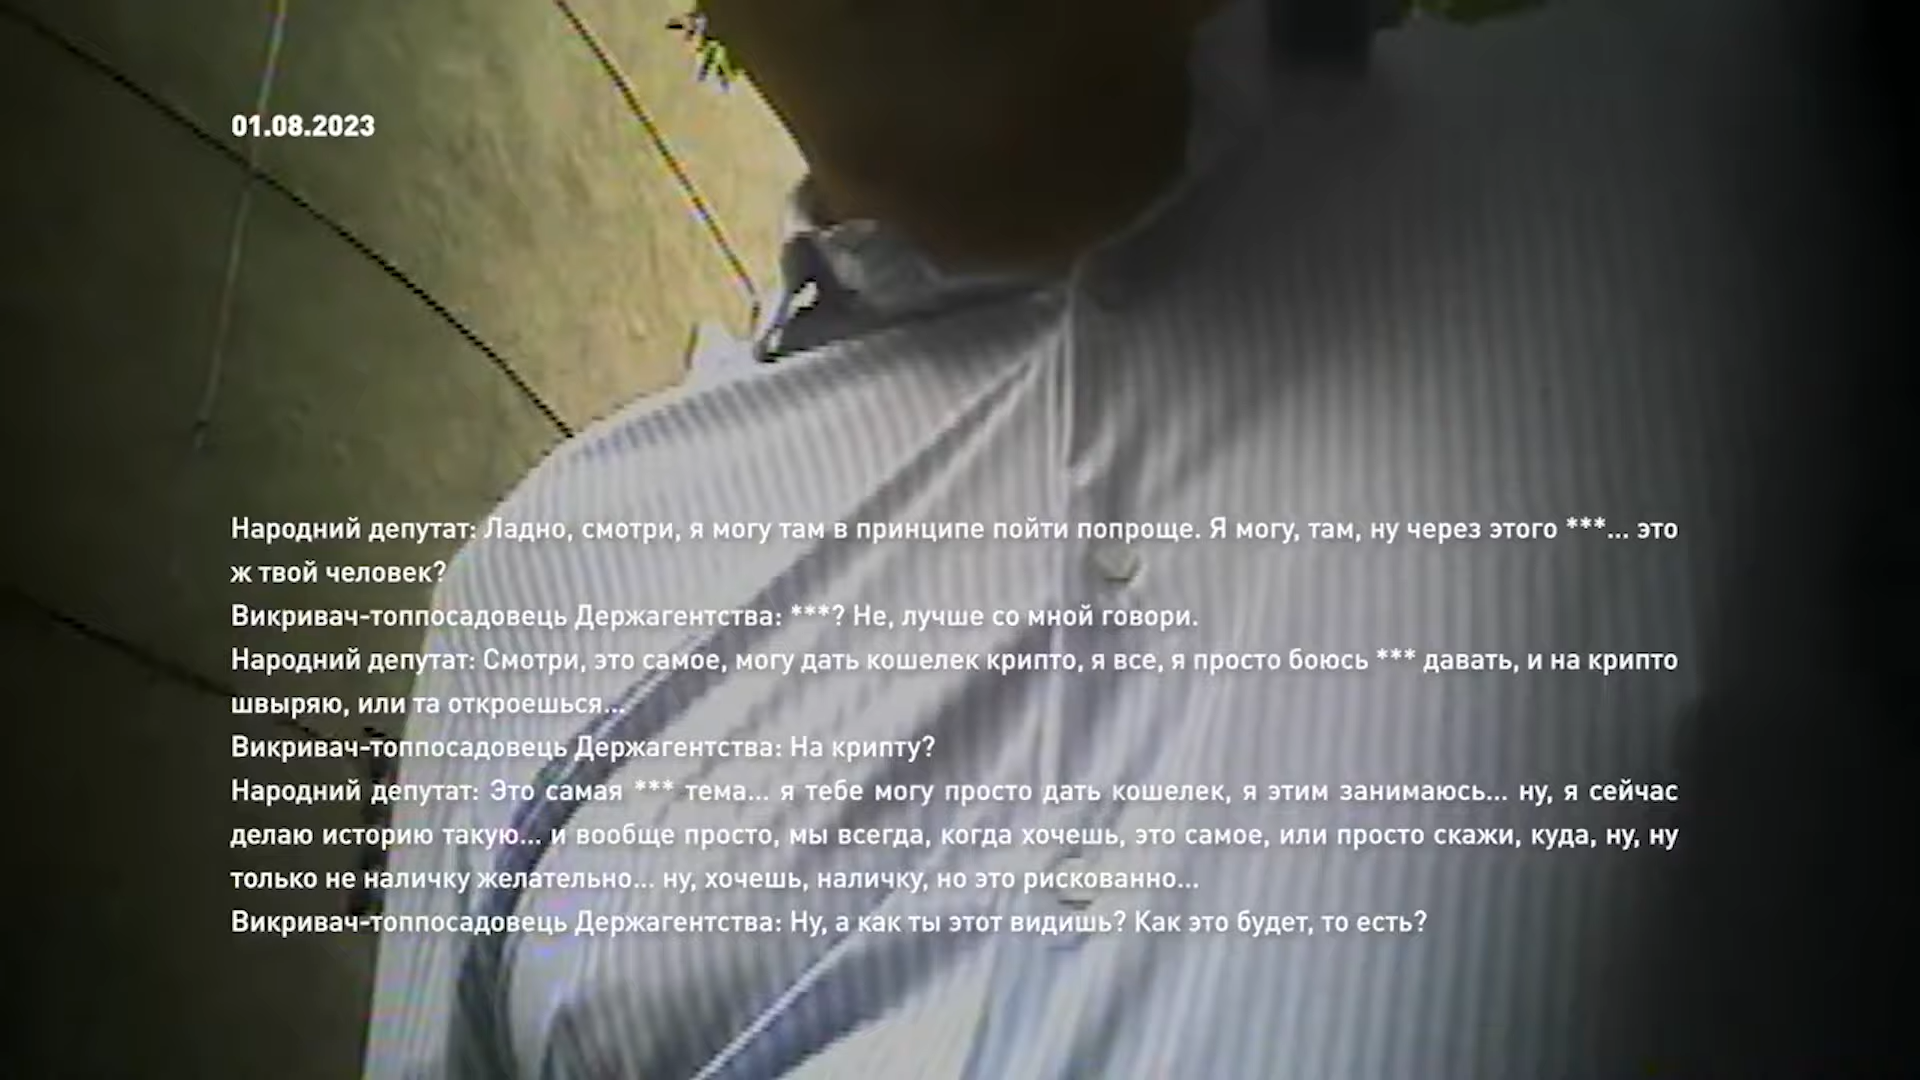 01.08.2023
Народний депутат: Ладно, смотри, я могу там в принципе пойти попроще. Я могу, там, ну через этого ***... это
ж твой человек?
Викривач-топпосадовець Держагентства: ***? Не, лучше со мной говори.
Народний депутат: Смотри, это самое, могу дать кошелек крипто, я все, я просто боюсь *** давать, и на крипто
швыряю, или та откроешься...
Викривач-топпосадовець Держагентства: На крипту?
Народний депутат: Это самая *** тема... я тебе могу просто дать кошелек, я этим занимаюсь... ну, я сейчас
делаю историю такую... и вообще просто, мы всегда, когда хочешь, это самое, или просто скажи, куда, ну, ну
только не наличку желательно... ну, хочешь, наличку, но это рискованно...
Викривач-топпосадовець Держагентства: Ну, а как ты этот видишь? Как это будет, то есть?